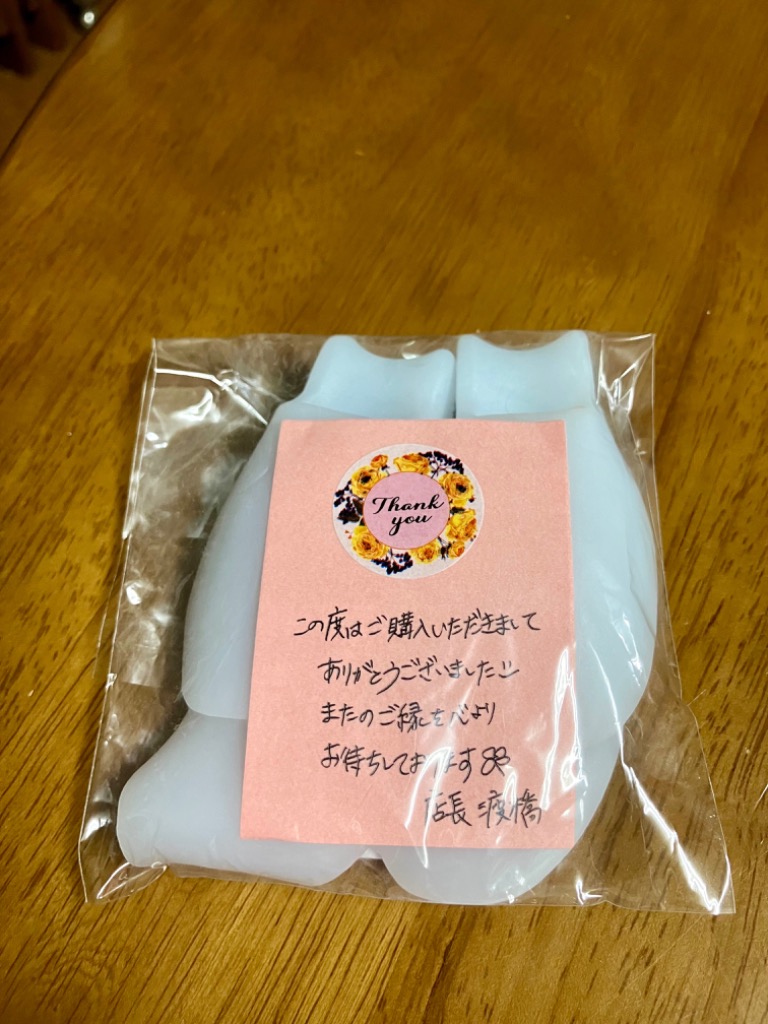 Thank
you
この度はご購入いただきまして
ありがとうございました
またのご縁を心より
お待ちしております
店長 渡橋